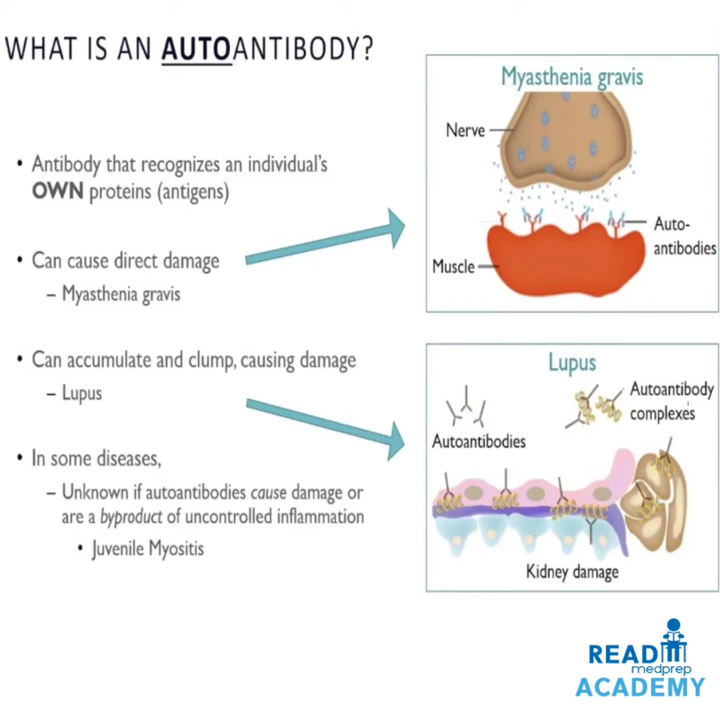 WHAT IS AN AUTOANTIBODY?
• Antibody that recognizes an individual's
OWN proteins (antigens)
• Can cause direct damage
– Myasthenia gravis
• Can accumulate and clump, causing damage
– Lupus
• In some diseases,
– Unknown if autoantibodies cause damage or
are a byproduct of uncontrolled inflammation
• Juvenile Myositis
Myasthenia gravis
Nerve
Auto-
antibodies
Muscle
Lupus
Autoantibody
complexes
Autoantibodies
Kidney damage
READ
medprep
ACADEMY